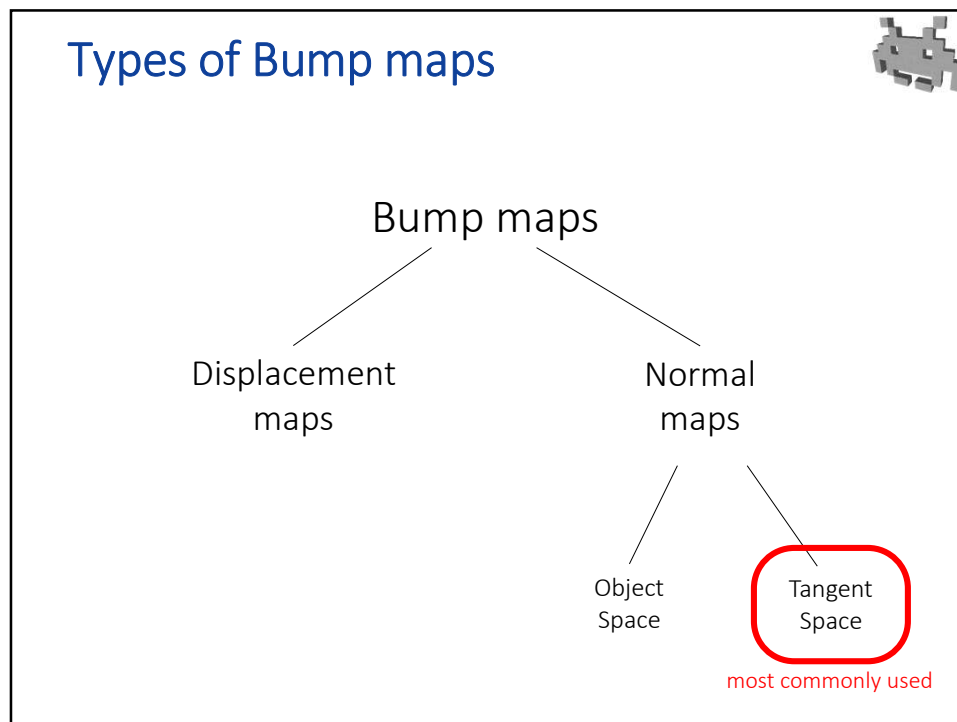 Types of Bump maps
Bump maps
Displacement
maps
Normal
maps
Object
Space
Tangent
Space
most commonly used